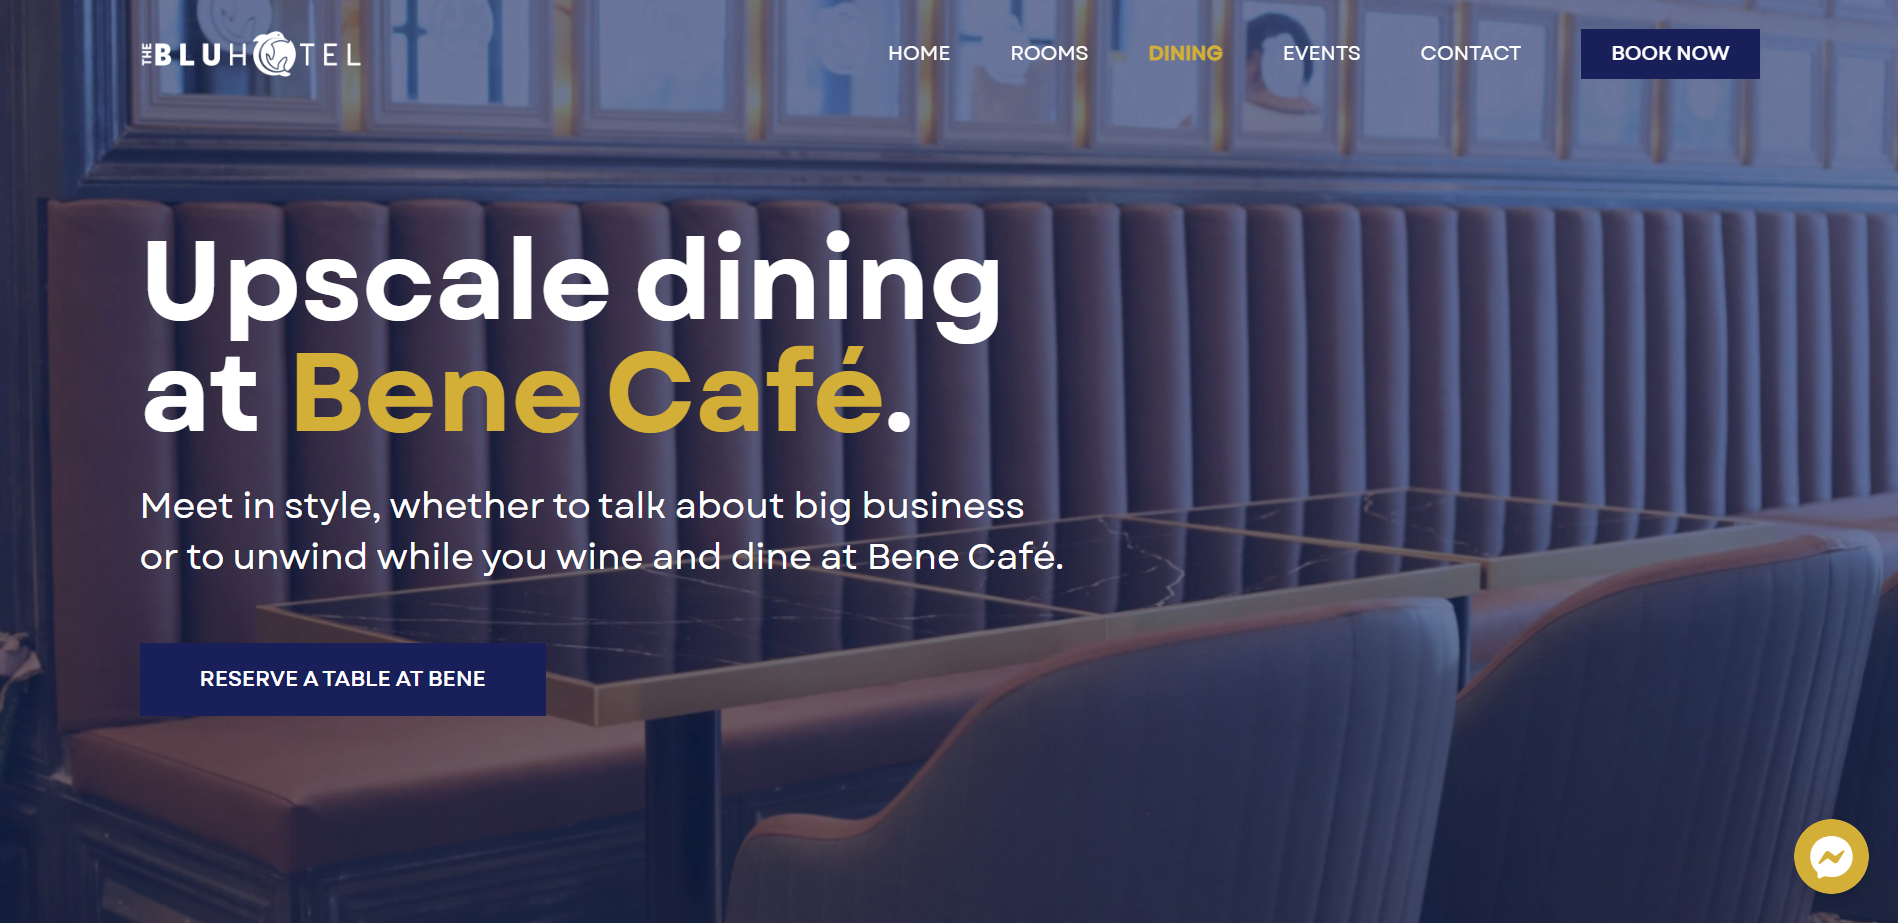 THE BLU HOTEL
HOME ROOMS DINING EVENTS CONTACT BOOK NOW
Upscale dining
at Bene Café.
Meet in style, whether to talk about big business
or to unwind while you wine and dine at Bene Café.
RESERVE A TABLE AT BENE